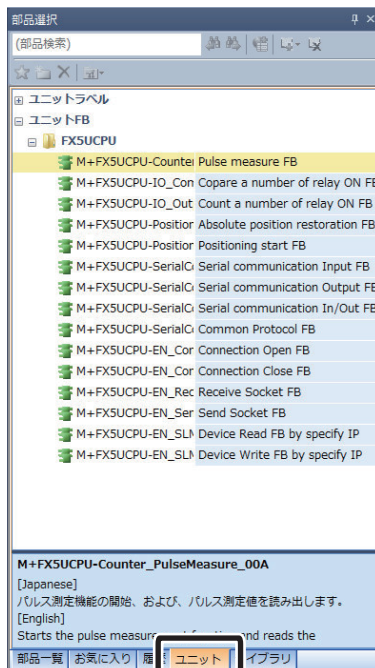 部品選択
(部品検索)
ユニットラベル
ユニットFB
FX5UCPU
M+FX5UCPU-Counter Pulse measure FB
M+FX5UCPU-IO_Com Copare a number of relay ON FB
M+FX5UCPU-IO_Out Count a number of relay ON FB
M+FX5UCPU-Position Absolute position restoration FB
M+FX5UCPU-Position Positioning start FB
M+FX5UCPU-SerialC Serial communication Input FB
M+FX5UCPU-SerialC Serial communication Output FB
M+FX5UCPU-SerialC Serial communication In/Out FB
M+FX5UCPU-SerialC Common Protocol FB
M+FX5UCPU-EN_Cor Connection Open FB
M+FX5UCPU-EN_Cor Connection Close FB
M+FX5UCPU-EN_Rec Receive Socket FB
M+FX5UCPU-EN_Ser Send Socket FB
M+FX5UCPU-EN_SLM Device Read FB by specify IP
M+FX5UCPU-EN_SLM Device Write FB by specify IP
M+FX5UCPU-Counter_PulseMeasure_00A
[Japanese]
パルス測定機能の開始、および、パルス測定値を読み出します。
[English]
Starts the pulse measure and reads the
部品一覧 お気に入り 履 ユニット イブラリ